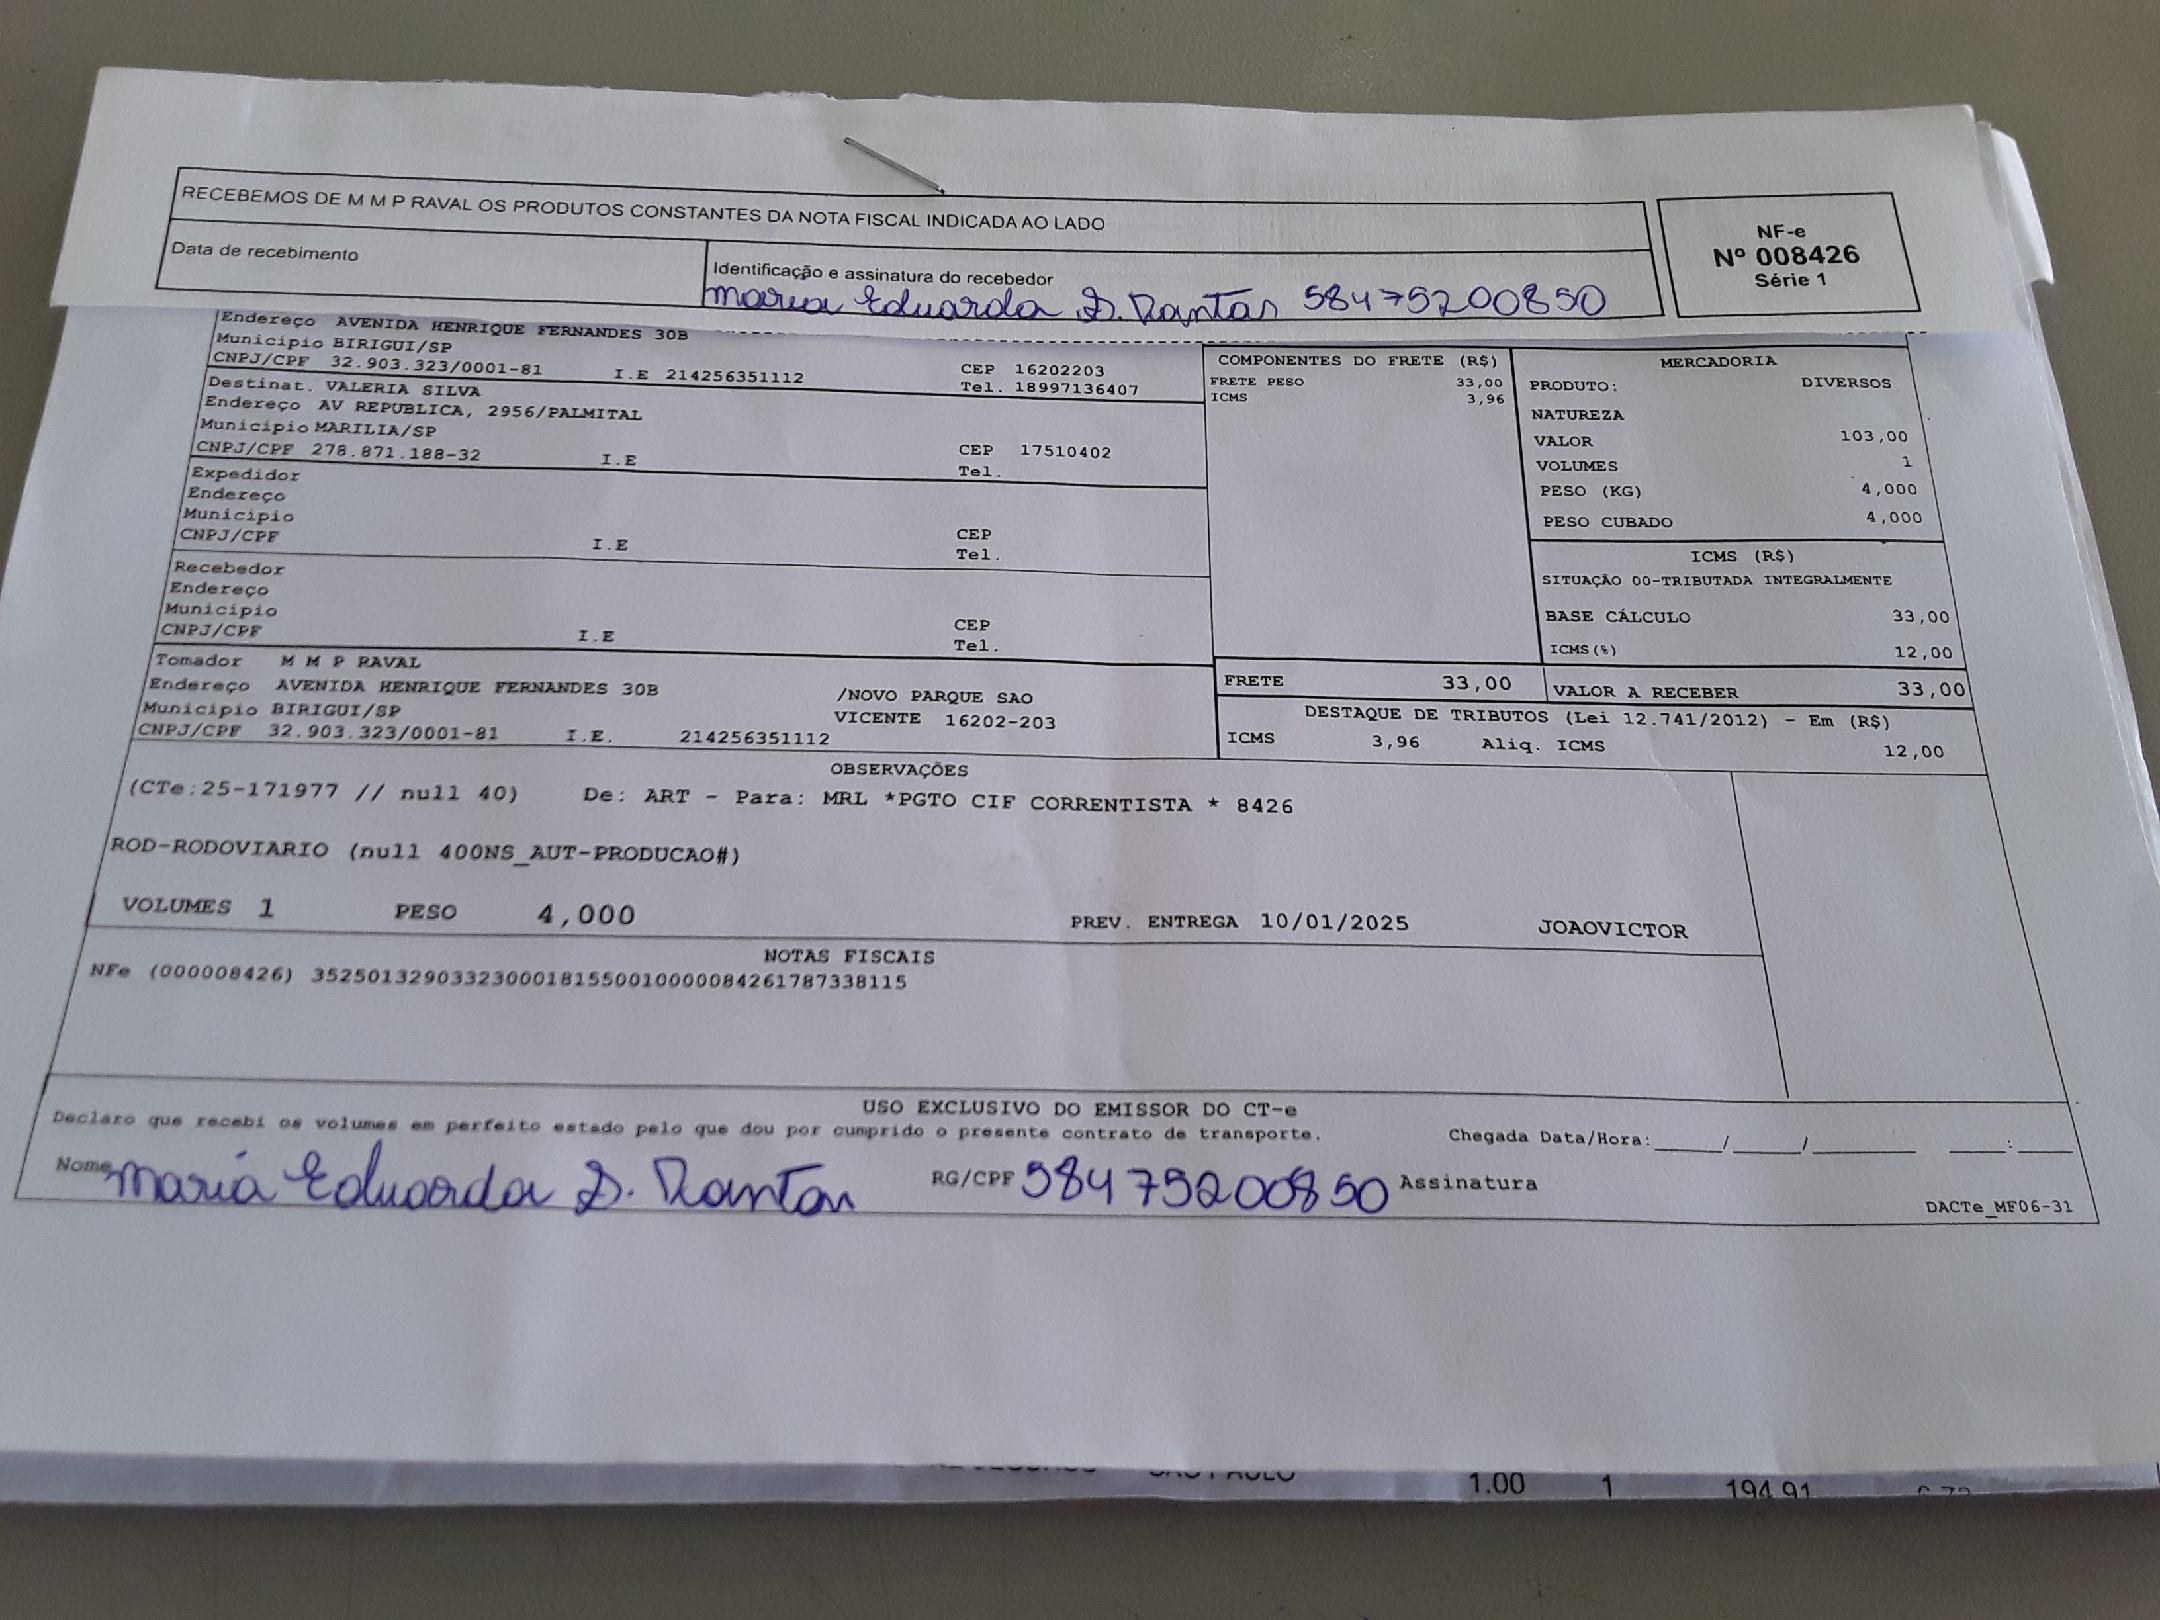 RECEBEMOS DE M M P RAVAL OS PRODUTOS CONSTANTES DA NOTA FISCAL INDICADA AO LADO
Data de recebimento
Identificação e assinatura do recebedor
Maria Eduarda D. Dantas 58475200850
NF-e
Nº 008426
Série 1
Endereço AVENIDA HENRIQUE FERNANDES 30B
Municipio BIRIGUI/SP CEP 16202203
CNPJ/CPF 32.903.323/0001-81 I.E 214256351112 Tel. 18997136407
Destinat. VALERIA SILVA
Endereço AV REPUBLICA, 2956/PALMITAL
Municipio MARILIA/SP CEP 17510402
CNPJ/CPF 278.871.188-32 I.E Tel.
Expedidor
Endereço
Municipio CEP
CNPJ/CPF I.E Tel.
Recebedor
Endereço
Municipio CEP
CNPJ/CPF I.E Tel.
Tomador M M P RAVAL
Endereço AVENIDA HENRIQUE FERNANDES 30B /NOVO PARQUE SAO
Municipio BIRIGUI/SP VICENTE 16202-203
CNPJ/CPF 32.903.323/0001-81 I.E. 214256351112
COMPONENTES DO FRETE (R$)
FRETE PESO 33,00
ICMS 3,96
MERCADORIA
PRODUTO: DIVERSOS
NATUREZA
VALOR 103,00
VOLUMES 1
PESO (KG) 4,000
PESO CUBADO 4,000
ICMS (R$)
SITUAÇÃO 00-TRIBUTADA INTEGRALMENTE
BASE CÁLCULO 33,00
ICMS(%) 12,00
FRETE 33,00 VALOR A RECEBER 33,00
DESTAQUE DE TRIBUTOS (Lei 12.741/2012) - Em (R$)
ICMS 3,96 Aliq. ICMS 12,00
OBSERVAÇÕES
(CTe:25-171977 // null 40) De: ART - Para: MRL *PGTO CIF CORRENTISTA * 8426
ROD-RODOVIARIO (null 400NS_AUT-PRODUCAO#)
VOLUMES 1 PESO 4,000 PREV. ENTREGA 10/01/2025 JOAOVICTOR
NOTAS FISCAIS
NFe (000008426) 35250132903323000181550010000084261787338115
USO EXCLUSIVO DO EMISSOR DO CT-e
Declaro que recebi os volumes em perfeito estado pelo que dou por cumprido o presente contrato de transporte. Chegada Data/Hora:____/____/______ ____:____
Nome Maria Eduarda D. Dantas RG/CPF 58475200850 Assinatura
DACTe_MF06-31
1.00 1 194,91